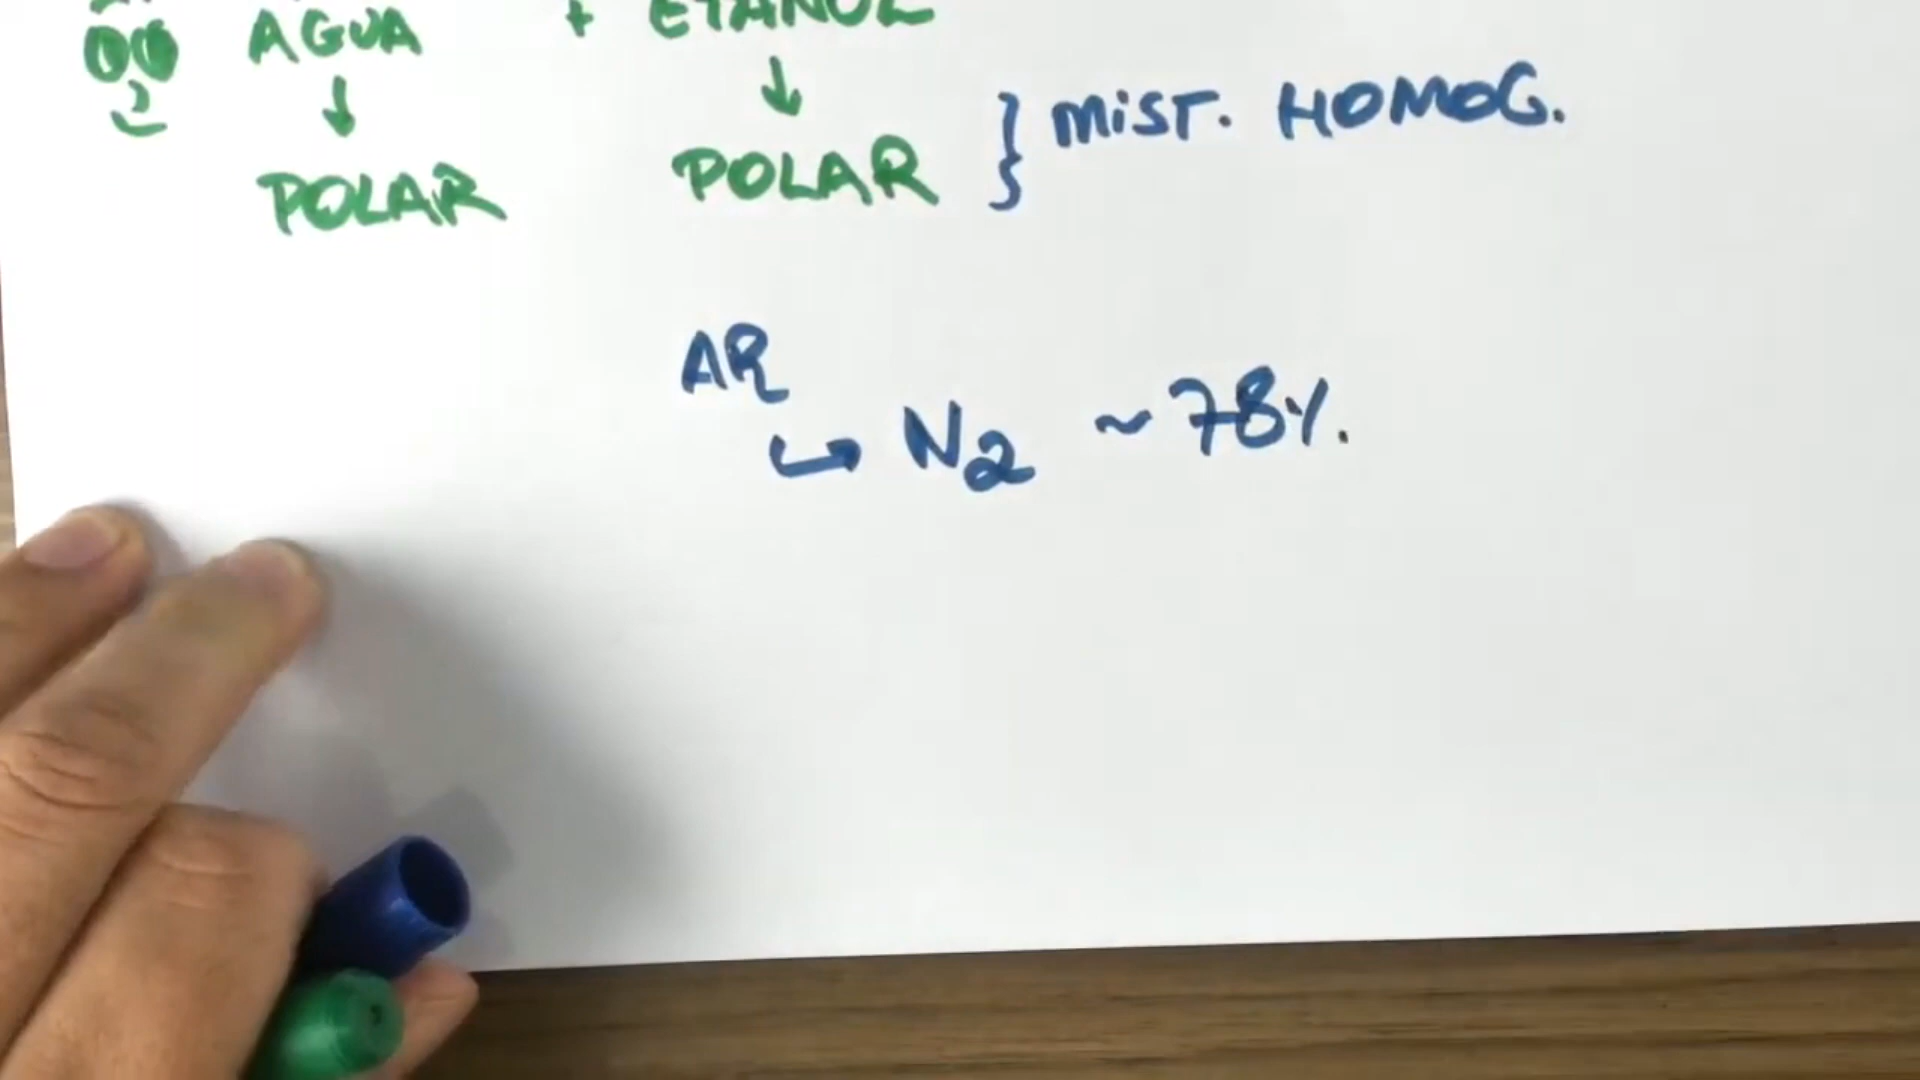 AGUA + ETANOL
POLAR POLAR } MIST. HOMOG.
AR
↳ N2 ~78%.